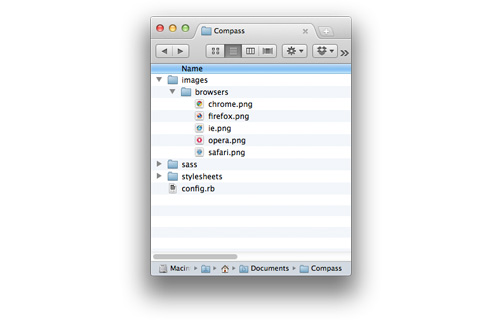 Compass
Name
images
browsers
chrome.png
firefox.png
ie.png
opera.png
safari.png
sass
stylesheets
config.rb
Documents Compass